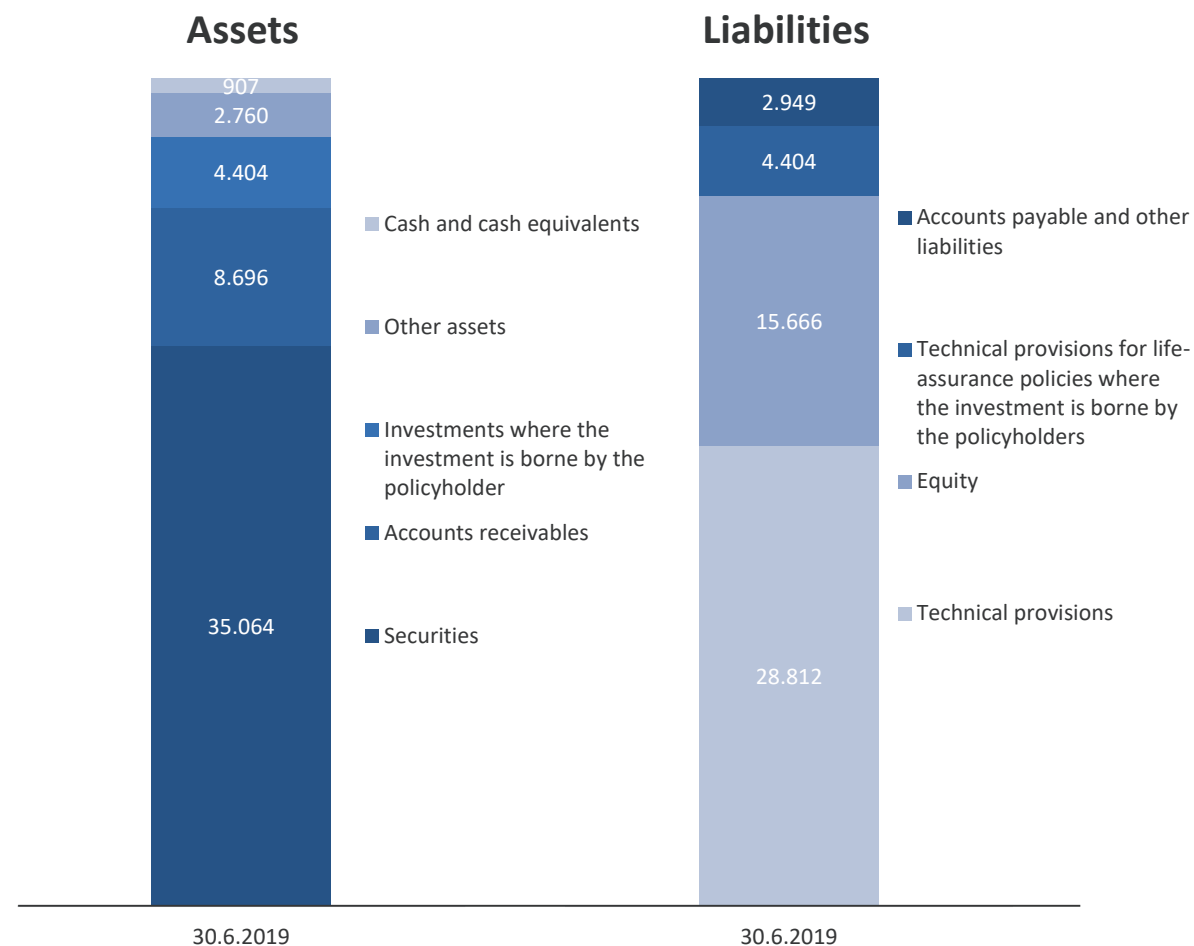 Assets
907
2.760
4.404
8.696
35.064
30.6.2019
Cash and cash equivalents
Other assets
Investments where the
investment is borne by the
policyholder
Accounts receivables
Securities
Liabilities
2.949
4.404
15.666
28.812
30.6.2019
Accounts payable and other
liabilities
Technical provisions for life-
assurance policies where
the investment is borne by
the policyholders
Equity
Technical provisions